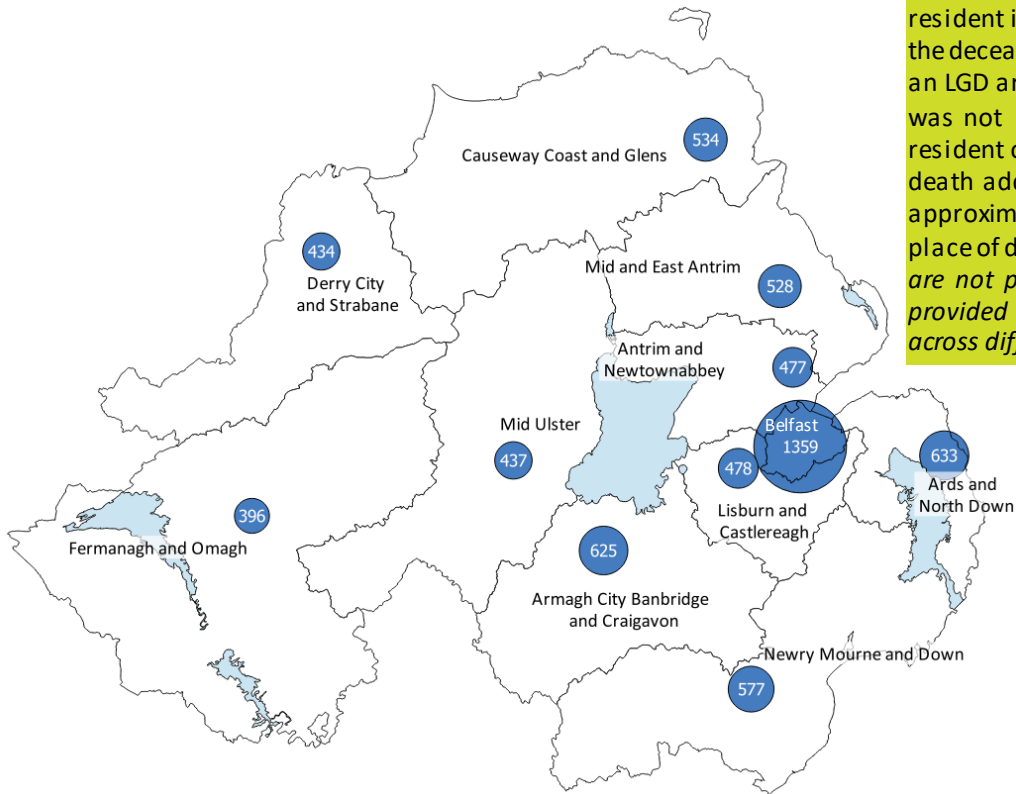 resident i
the decea
an LGD ar
was not
resident o
death add
approxim
place of d
are not p
provided
across diff
534
Causeway Coast and Glens
434
Derry City
and Strabane
Mid and East Antrim
528
Antrim and
Newtownabbey
477
Mid Ulster
437
Belfast
1359
478
Lisburn and
Castlereagh
633
Ards and
North Down
396
Fermanagh and Omagh
625
Armagh City Banbridge
and Craigavon
Newry Mourne and Down
577